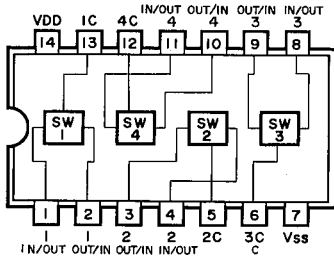 IN/OUT OUT/IN OUT/IN IN/OUT
VDD 1C 4C 4 4 3 3
14 13 12 11 10 9 8
SW 1 SW 4 SW 2 SW 3
1 2 3 4 5 6 7
IN/OUT OUT/IN OUT/IN IN/OUT 2C 3C Vss
1 1 2 2 C